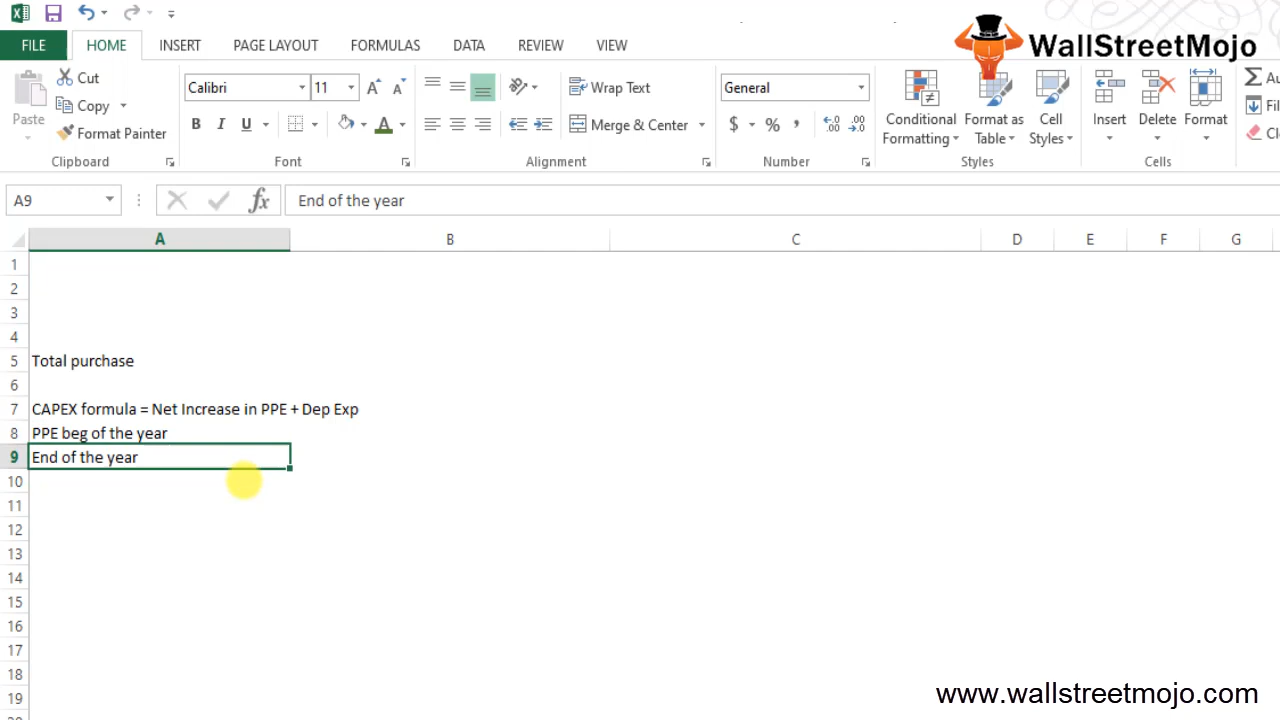 FILE HOME INSERT PAGE LAYOUT FORMULAS DATA REVIEW VIEW
WallStreetMojo
Paste
Cut
Copy
Format Painter
Clipboard
Calibri 11 A A
B I U A
Font
Wrap Text
Merge & Center
Alignment
General
$ % ,
.00 .00
Number
Conditional Formatting
Format as Table
Cell Styles
Styles
Insert Delete Format
Cells
A9 fx End of the year
A B C D E F G
1
2
3
4
5 Total purchase
6
7 CAPEX formula = Net Increase in PPE + Dep Exp
8 PPE beg of the year
9 End of the year
10
11
12
13
14
15
16
17
18
19
www.wallstreetmojo.com